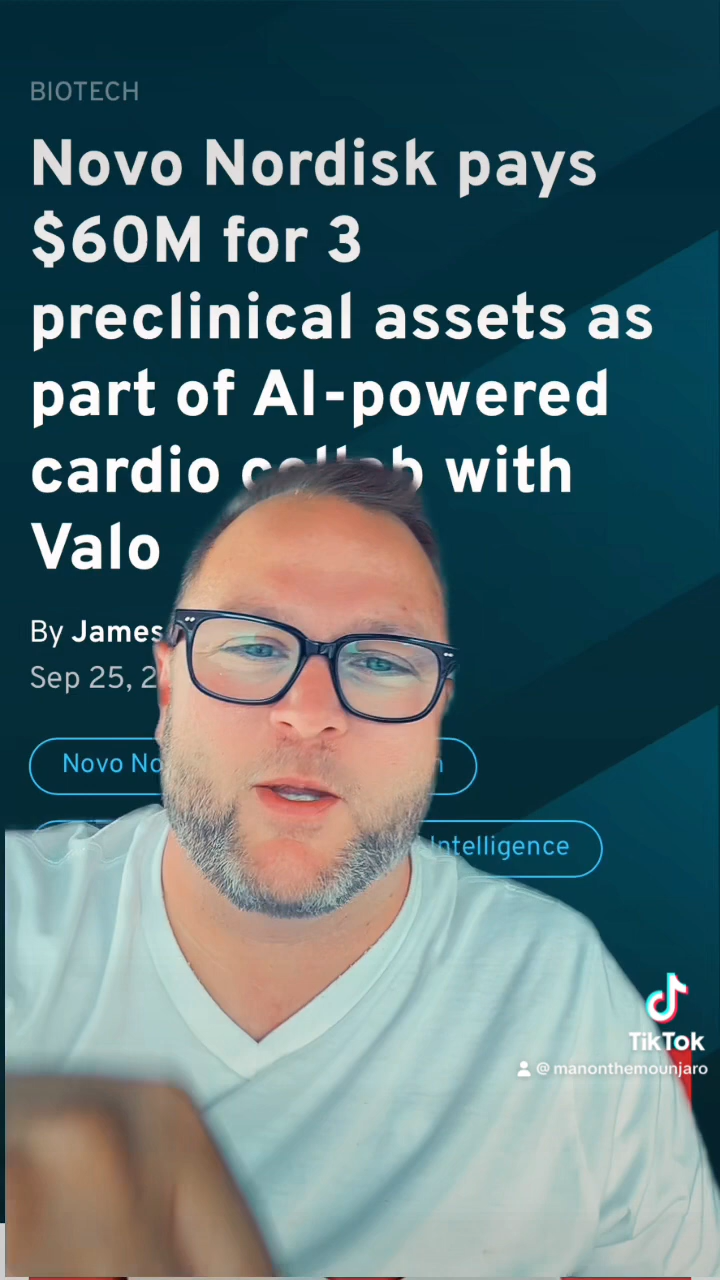 BIOTECH
Novo Nordisk pays
$60M for 3
preclinical assets as
part of AI-powered
cardio collab with
Valo
By James
Sep 25, 2
Novo No
Intelligence
TikTok
@manonthemounjaro